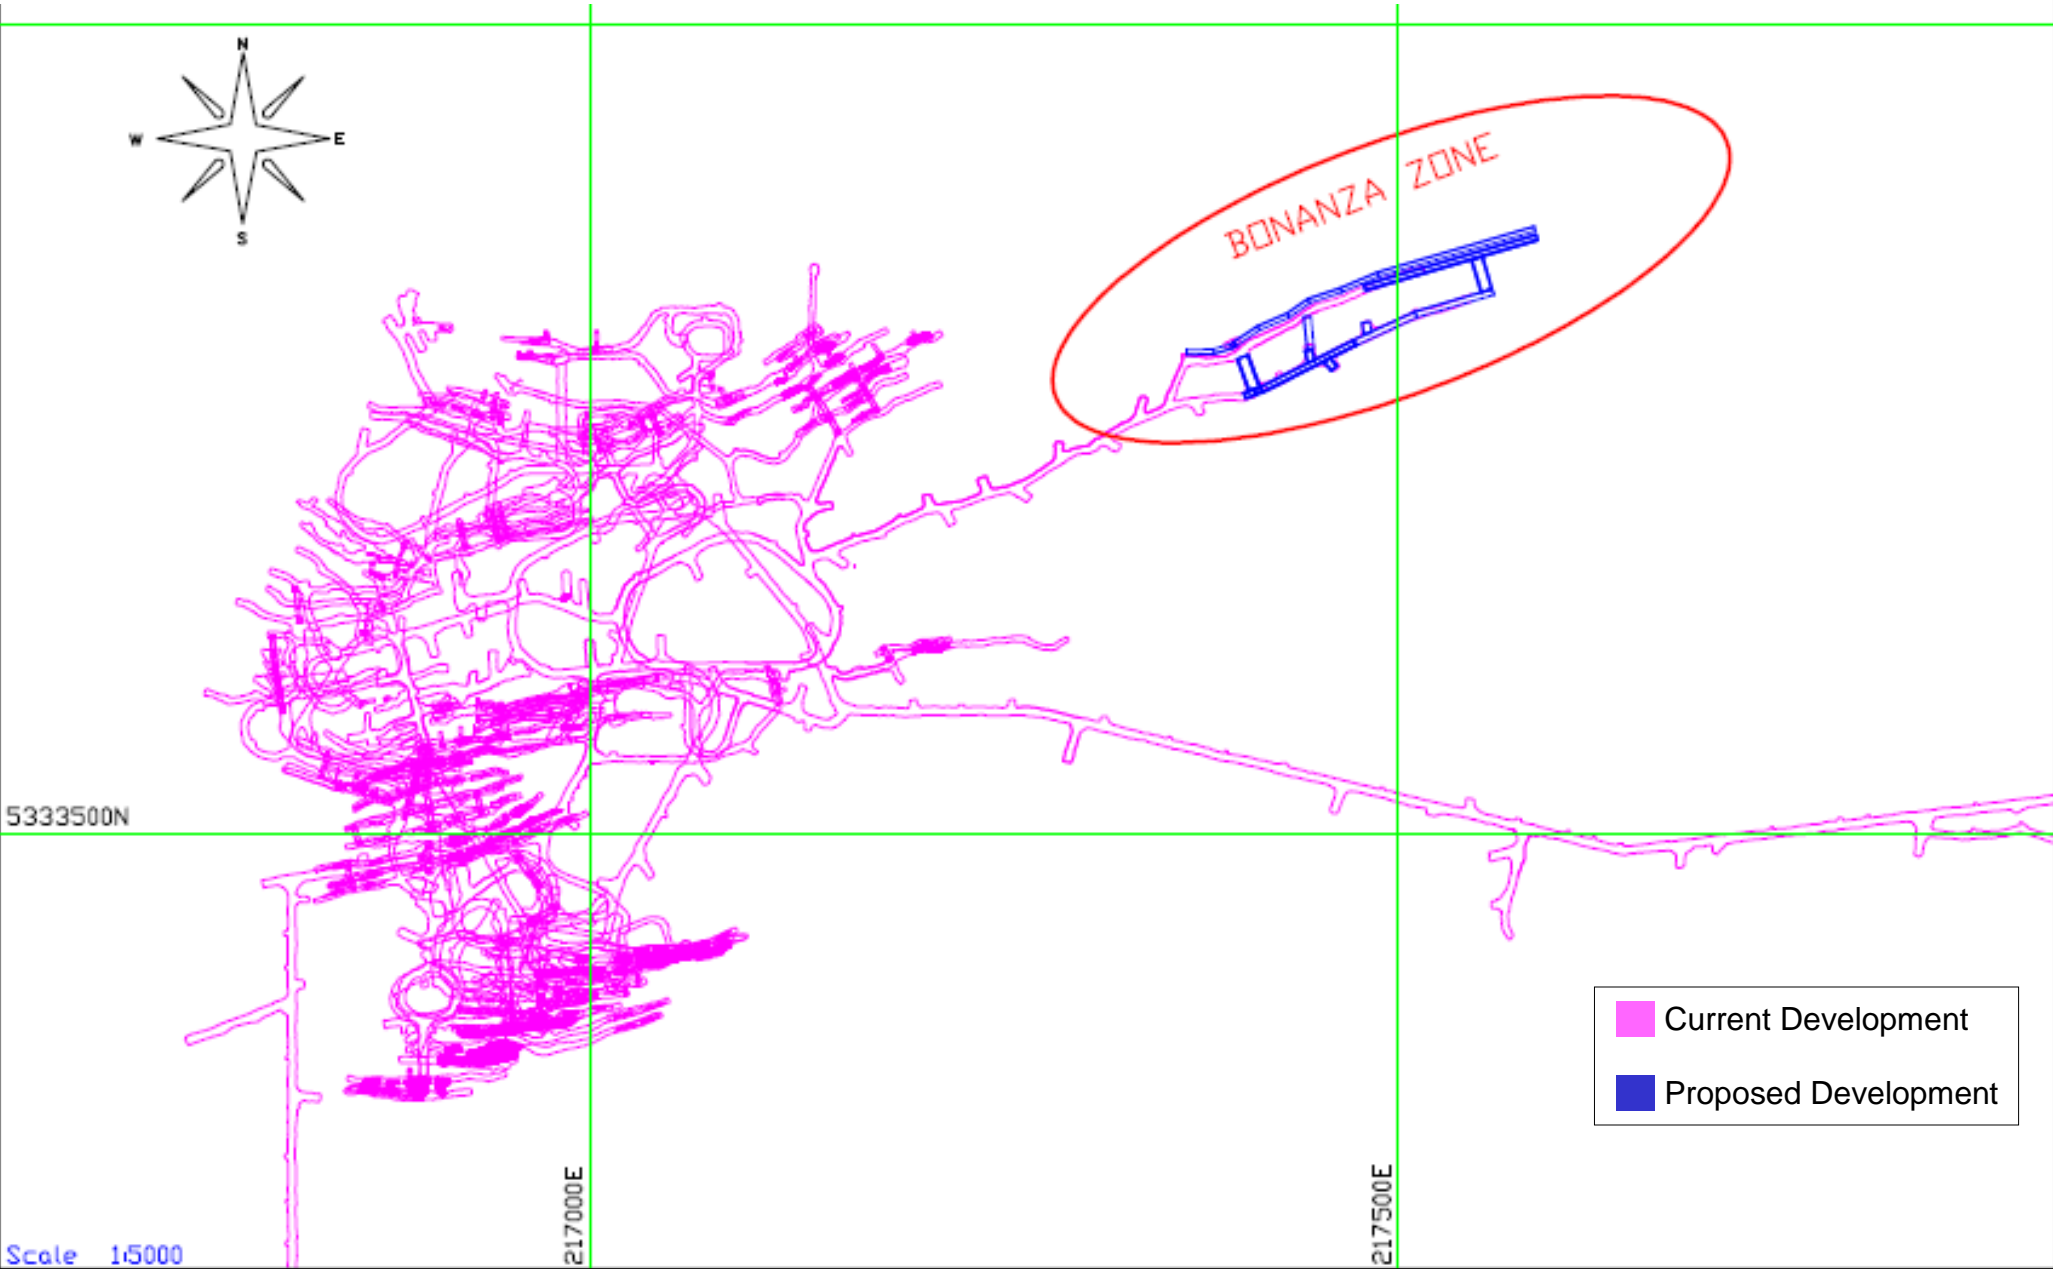 N
W
E
S
BONANZA ZONE
5333500N
217000E
217500E
Current Development
Proposed Development
Scale 1:5000